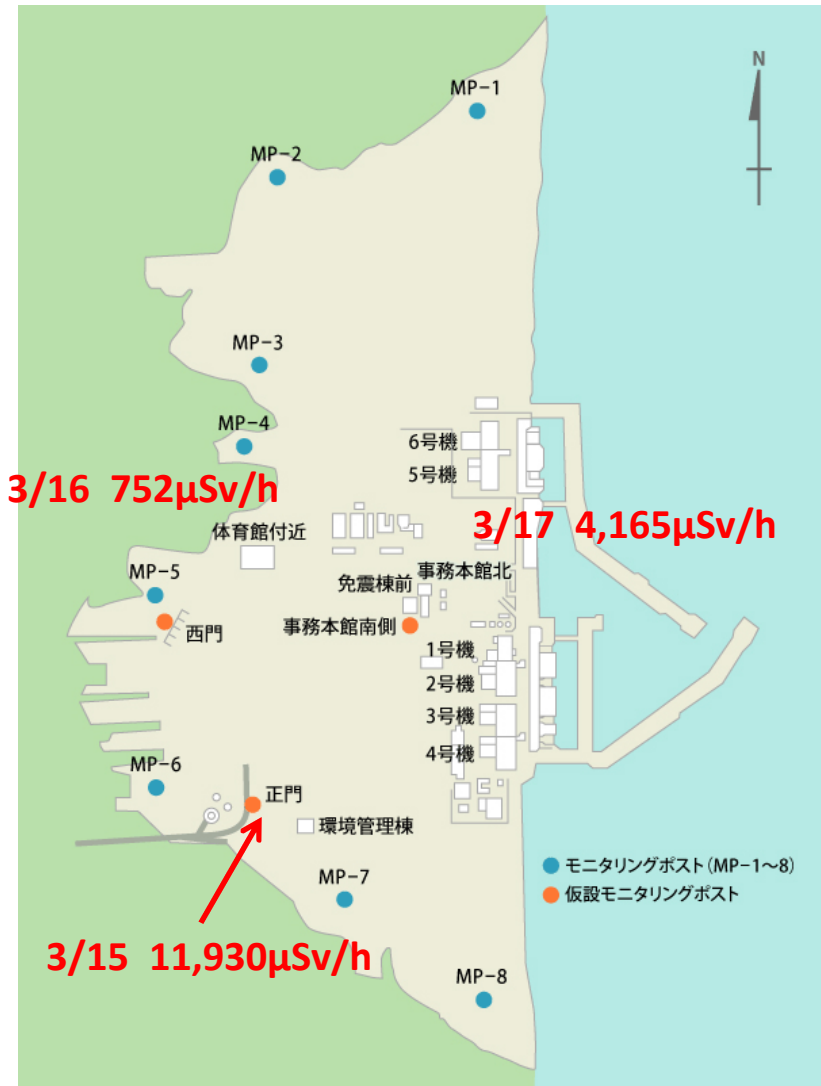 N
MP-1
MP-2
MP-3
MP-4
6号機
5号機
3/16 752μSv/h
3/17 4,165μSv/h
体育館付近
MP-5
事務本館北
免震棟前
西門
事務本館南側
1号機
2号機
3号機
4号機
MP-6
正門
環境管理棟
モニタリングポスト(MP-1〜8)
MP-7
仮設モニタリングポスト
3/15 11,930μSv/h
MP-8